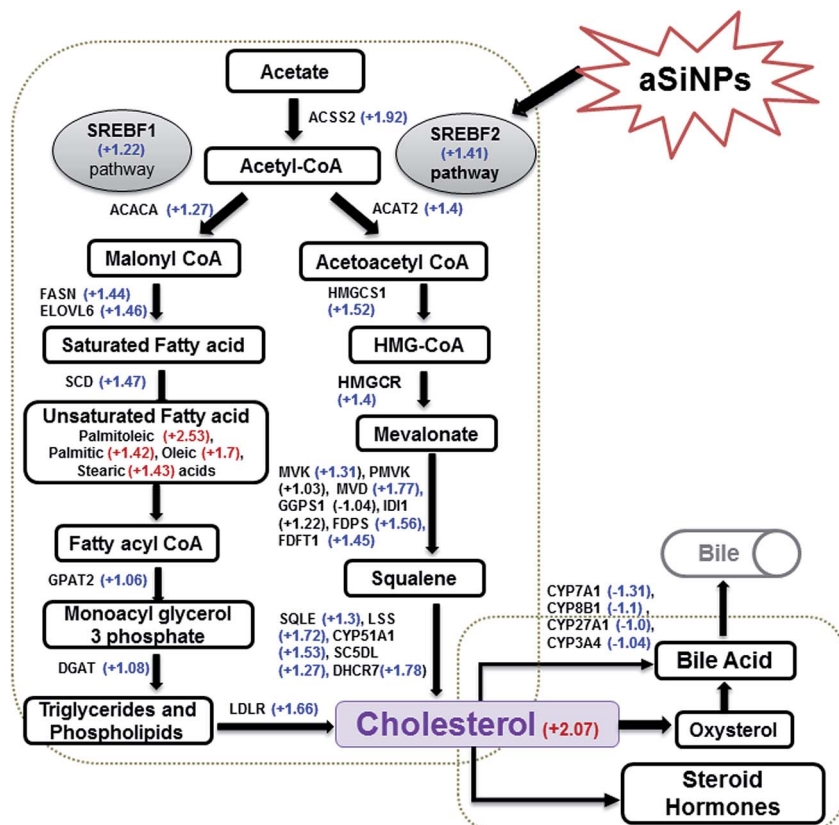 Acetate
aSiNPs
ACSS2 (+1.92)
SREBF1
(+1.22)
pathway
SREBF2
(+1.41)
pathway
Acetyl-CoA
ACACA (+1.27)
ACAT2 (+1.4)
Malonyl CoA
Acetoacetyl CoA
FASN (+1.44)
ELOVL6 (+1.46)
HMGCS1
(+1.52)
Saturated Fatty acid
HMG-CoA
SCD (+1.47)
HMGCR
(+1.4)
Unsaturated Fatty acid
Palmitoleic (+2.53),
Palmitic (+1.42), Oleic (+1.7),
Stearic (+1.43) acids
Mevalonate
MVK (+1.31), PMVK
(+1.03), MVD (+1.77),
GGPS1 (-1.04), IDI1
(+1.22), FDPS (+1.56),
FDFT1 (+1.45)
Fatty acyl CoA
Bile
GPAT2 (+1.06)
Squalene
CYP7A1 (-1.31),
CYP8B1 (-1.1) ,
CYP27A1 (-1.0),
CYP3A4 (-1.04)
Monoacyl glycerol
3 phosphate
SQLE (+1.3), LSS
(+1.72), CYP51A1
(+1.53), SC5DL
(+1.27), DHCR7(+1.78)
DGAT (+1.08)
Bile Acid
Triglycerides and
Phospholipids
LDLR (+1.66)
Cholesterol (+2.07)
Oxysterol
Steroid
Hormones